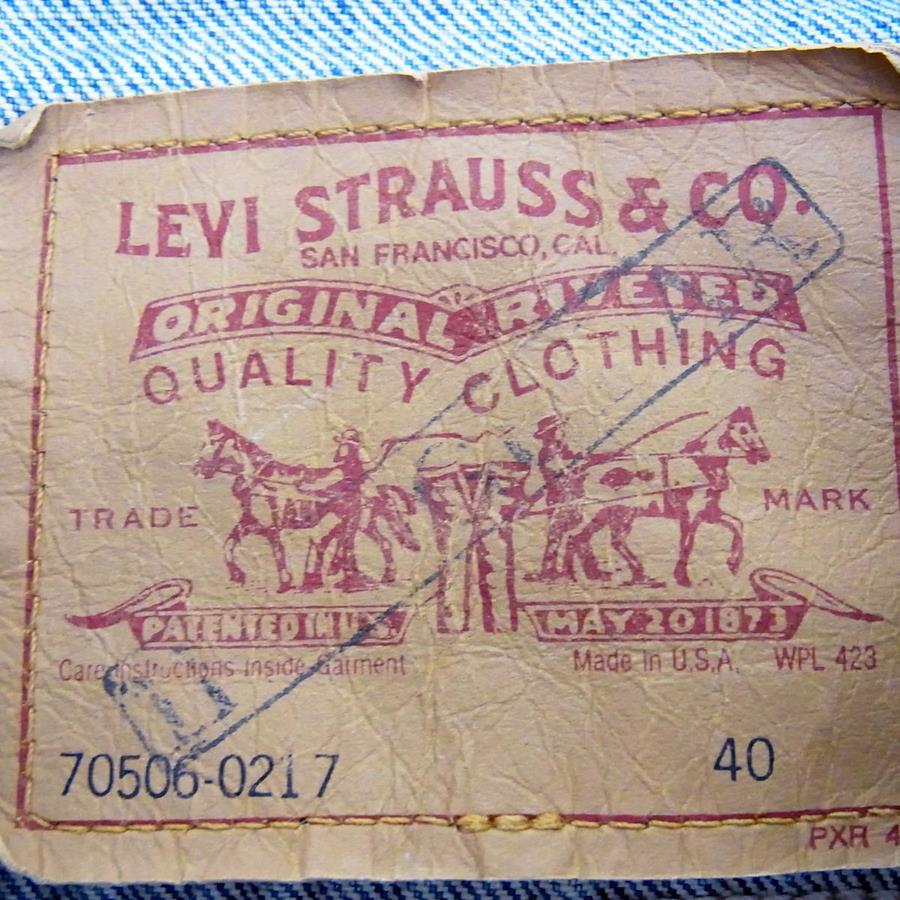 LEVI STRAUSS & CO.
SAN FRANCISCO, CAL.
ORIGINAL RIVETED
QUALITY CLOTHING
TRADE MARK
PATENTED IN U.S. MAY 20 1873
Care Instructions Inside Garment Made in U.S.A. WPL 423
70506-0217 40
PXR 4